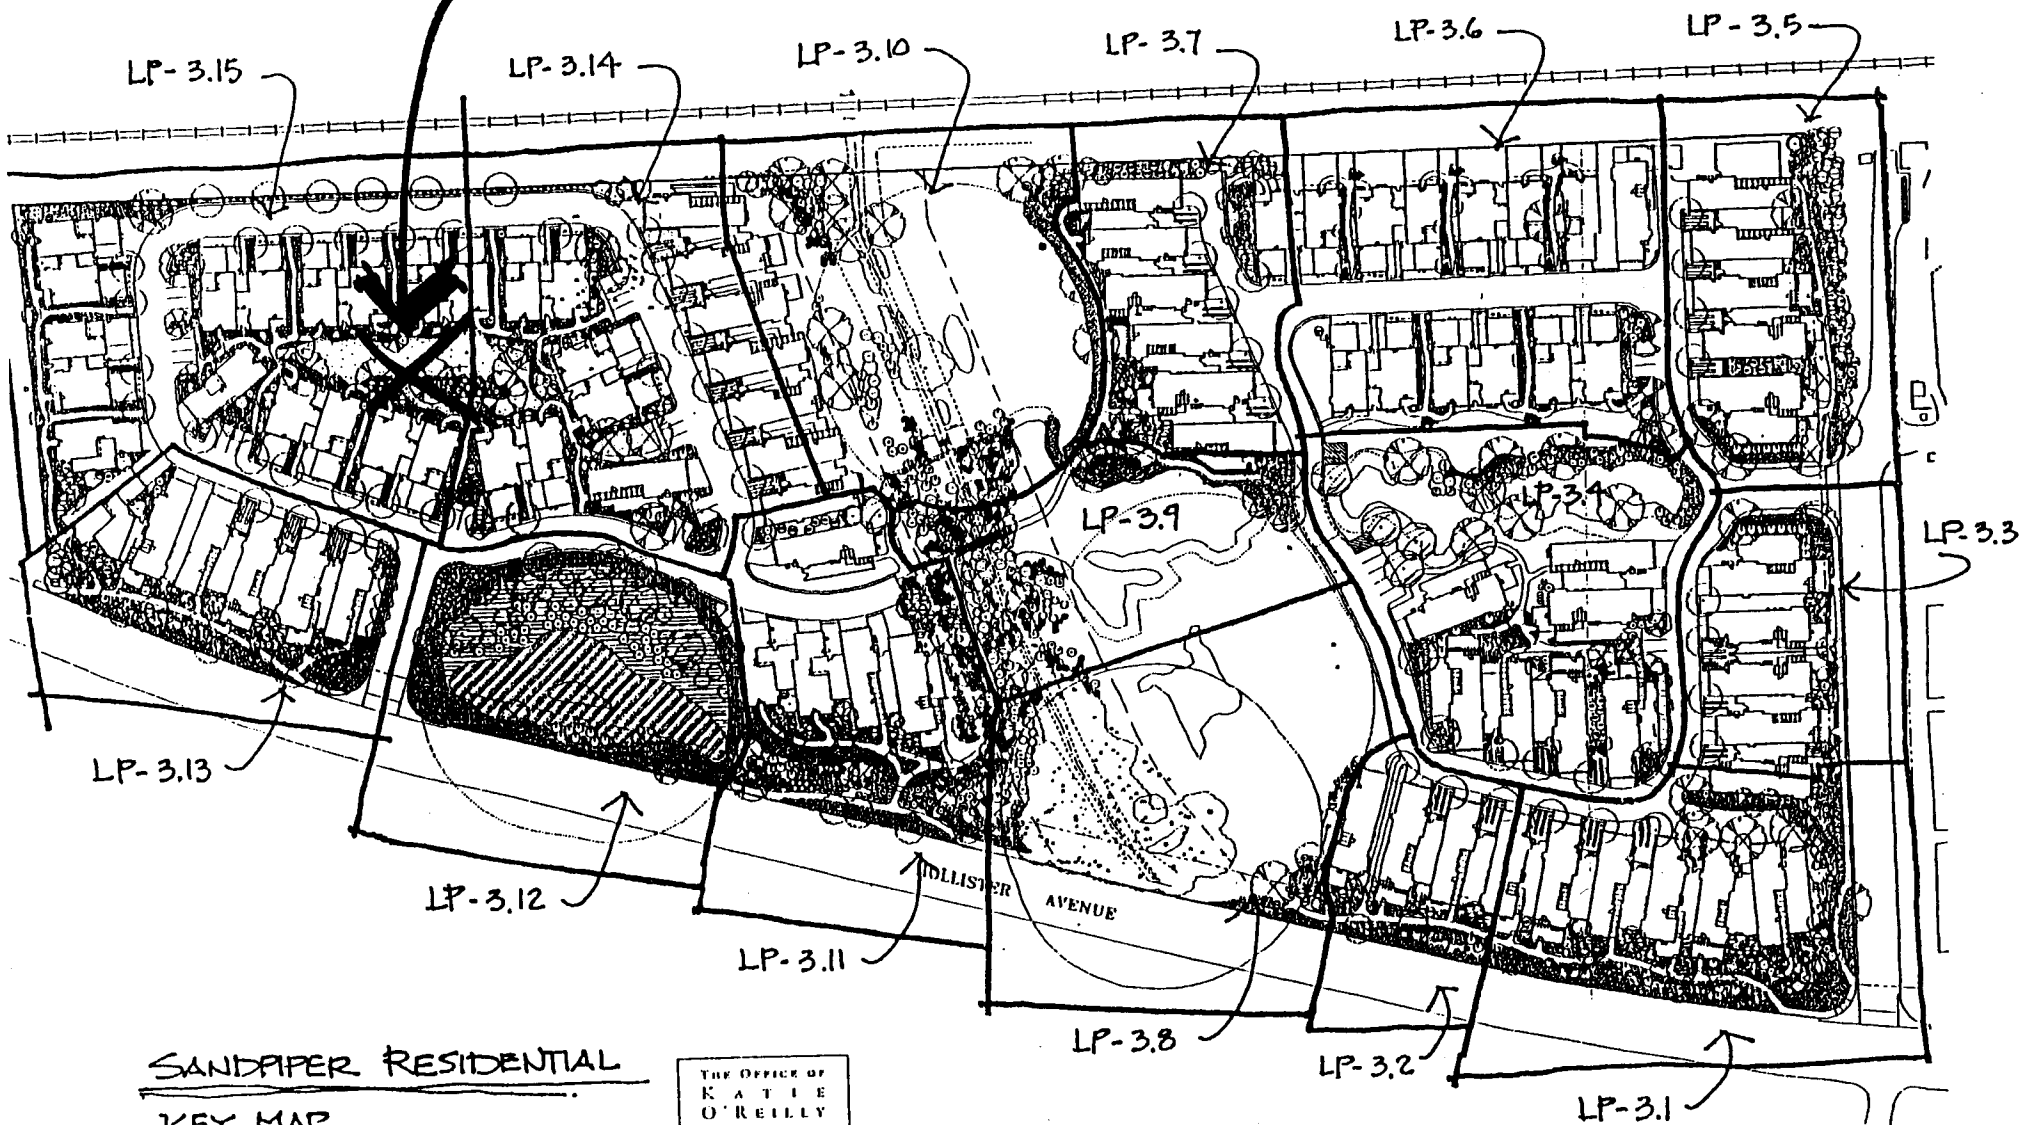 LP-3.15
LP-3.14
LP-3.10
LP-3.7
LP-3.6
LP-3.5
LP-3.4
LP-3.9
LP-3.3
LP-3.13
LP-3.12
LP-3.11
HOLLISTER AVENUE
LP-3.8
LP-3.2
LP-3.1
SANDPIPER RESIDENTIAL
KEY MAP
THE OFFICE OF
KATIE
O'REILLY